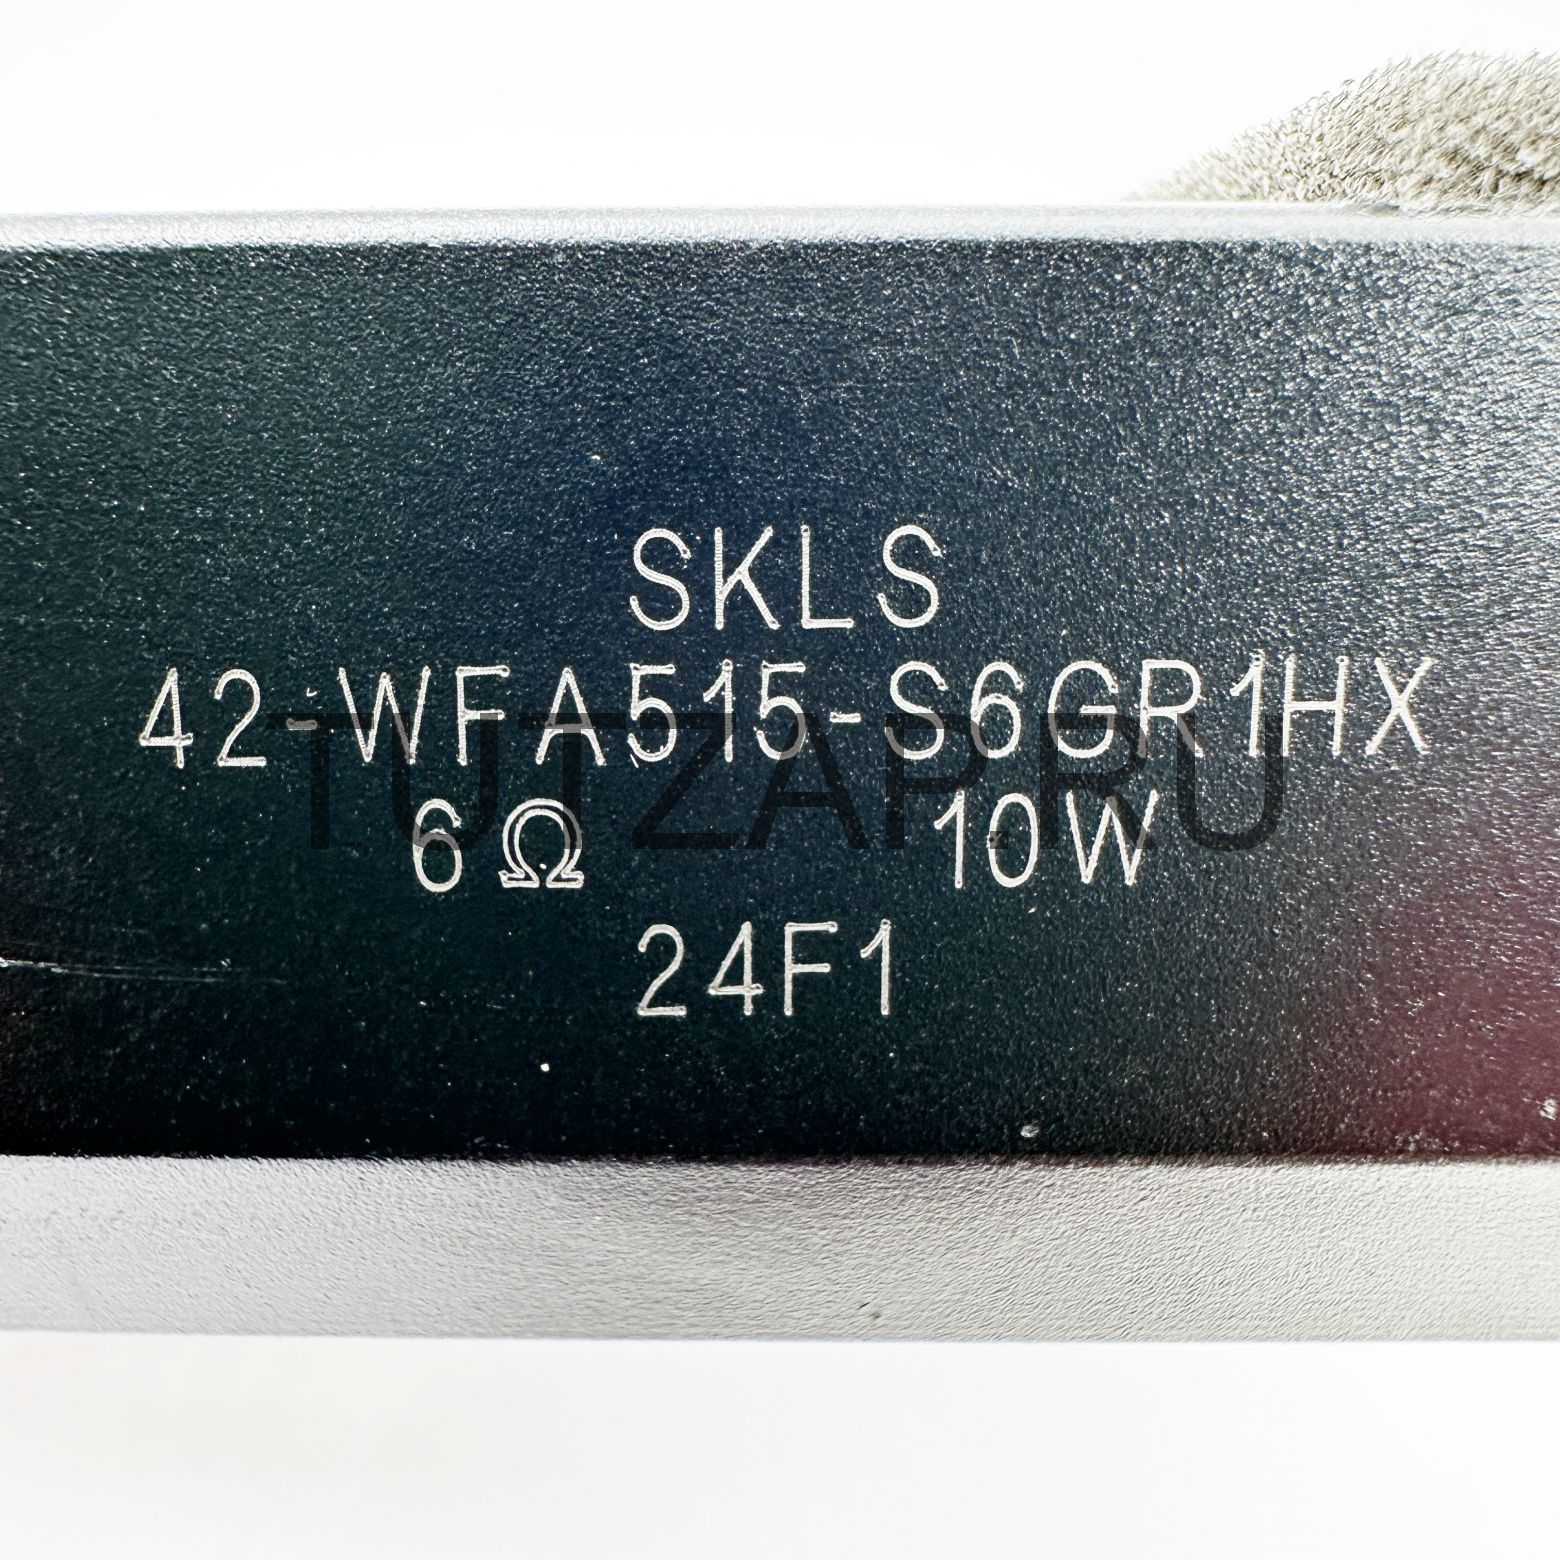 SKLS
42-WFA515-S6GR1HX
TUTZAP.RU
6Ω 10W
24F1